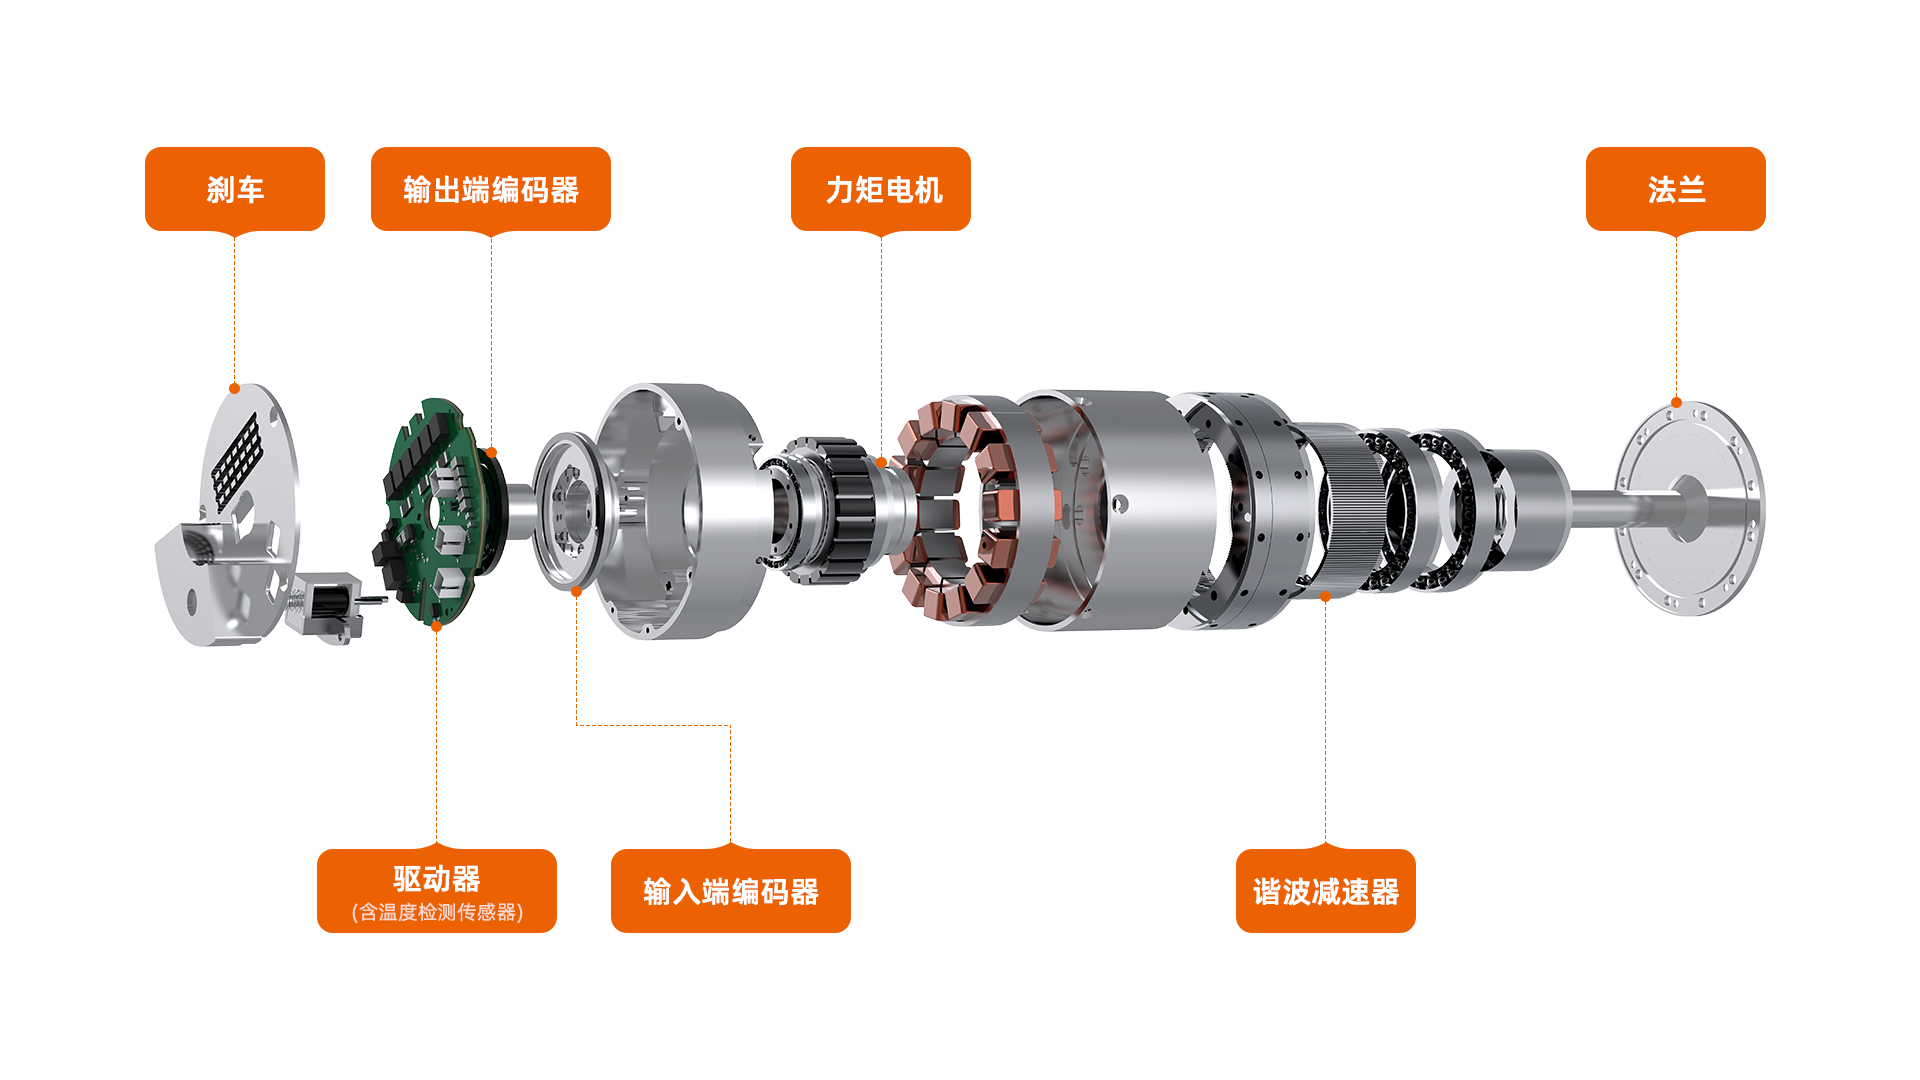 刹车
输出端编码器
力矩电机
法兰
驱动器
(含温度检测传感器)
输入端编码器
谐波减速器